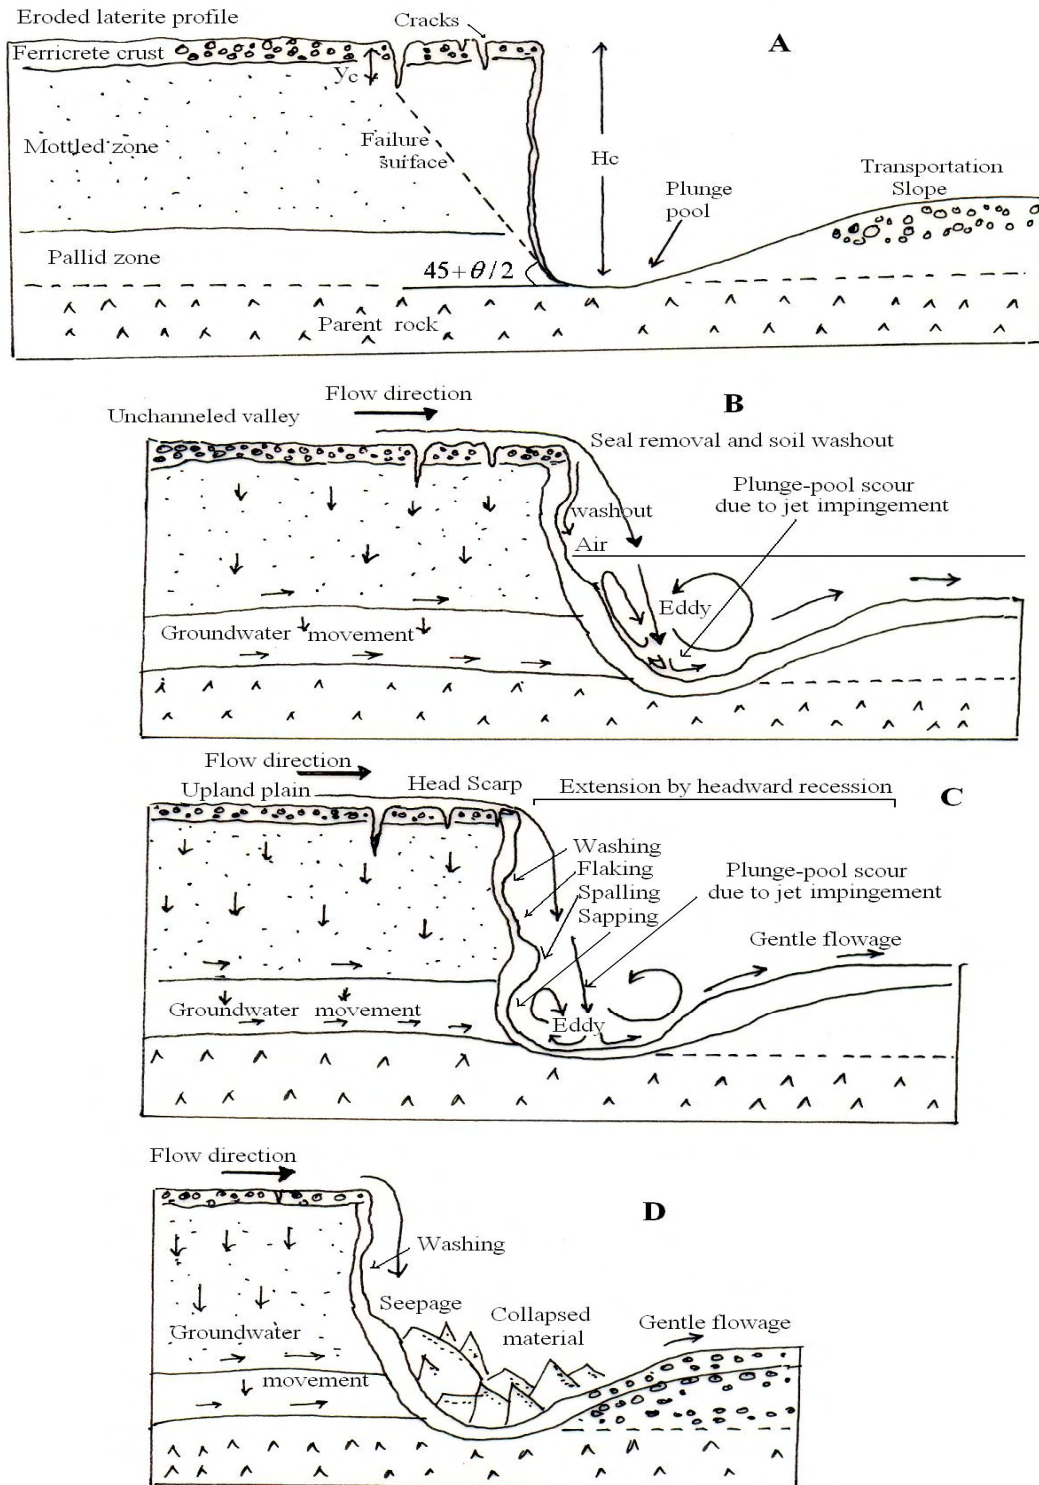 Eroded laterite profile
Cracks
A
Ferricrete crust
yc
Mottled zone
Failure
surface
Hc
Plunge
pool
Transportation
Slope
Pallid zone
45+θ/2
Parent rock
Flow direction
B
Unchanneled valley
Seal removal and soil washout
Plunge-pool scour
due to jet impingement
washout
Air
Eddy
Groundwater movement
Flow direction
Upland plain
Head Scarp
Extension by headward recession
C
Washing
Flaking
Spalling
Sapping
Plunge-pool scour
due to jet impingement
Gentle flowage
Groundwater movement
Eddy
Flow direction
D
Washing
Seepage
Collapsed
material
Gentle flowage
Groundwater
movement